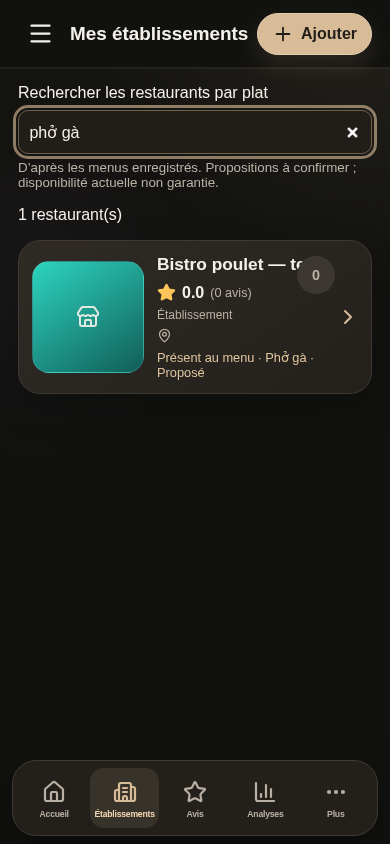 Mes établissements
Ajouter
Rechercher les restaurants par plat
phở gà
D'après les menus enregistrés. Propositions à confirmer ;
disponibilité actuelle non garantie.
1 restaurant(s)
Bistro poulet —
0
0.0 (0 avis)
Établissement
Présent au menu · Phở gà ·
Proposé
Accueil
Établissements
Avis
Analyses
Plus